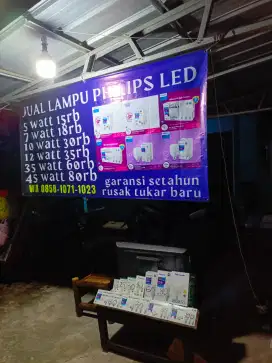 JUAL LAMPU PHILIPS LED
5 watt 15rb
7 watt 18rb
10 watt 30rb
12 watt 35rb
35 watt 60rb
45 watt 80rb
WA 0858-1071-1023
garansi setahun
rusak tukar baru